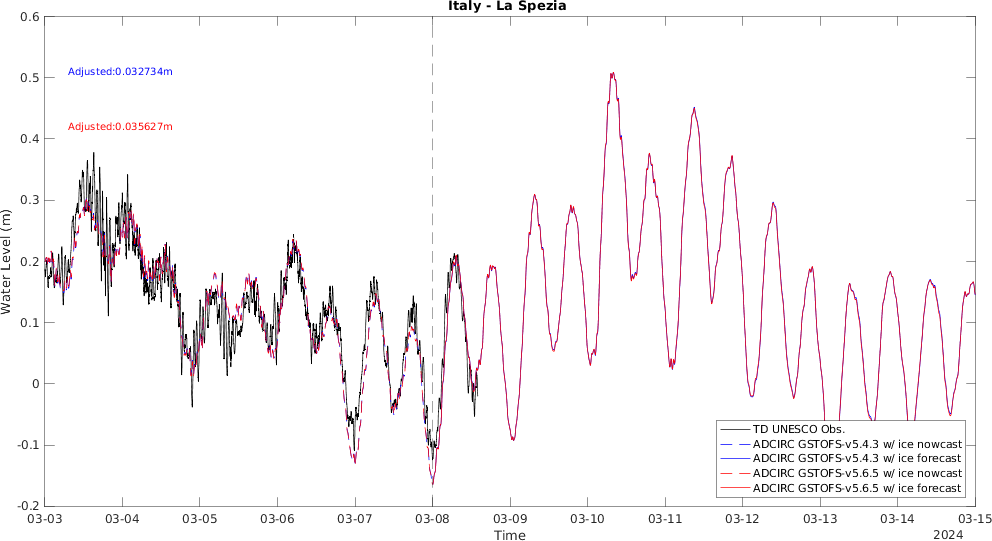 Italy - La Spezia
Adjusted:0.032734m
Adjusted:0.035627m
Water Level (m)
0.6
0.5
0.4
0.3
0.2
0.1
0
-0.1
-0.2
TD UNESCO Obs.
ADCIRC GSTOFS-v5.4.3 w/ ice nowcast
ADCIRC GSTOFS-v5.4.3 w/ ice forecast
ADCIRC GSTOFS-v5.6.5 w/ ice nowcast
ADCIRC GSTOFS-v5.6.5 w/ ice forecast
03-03 03-04 03-05 03-06 03-07 03-08 03-09 03-10 03-11 03-12 03-13 03-14 03-15
Time
2024